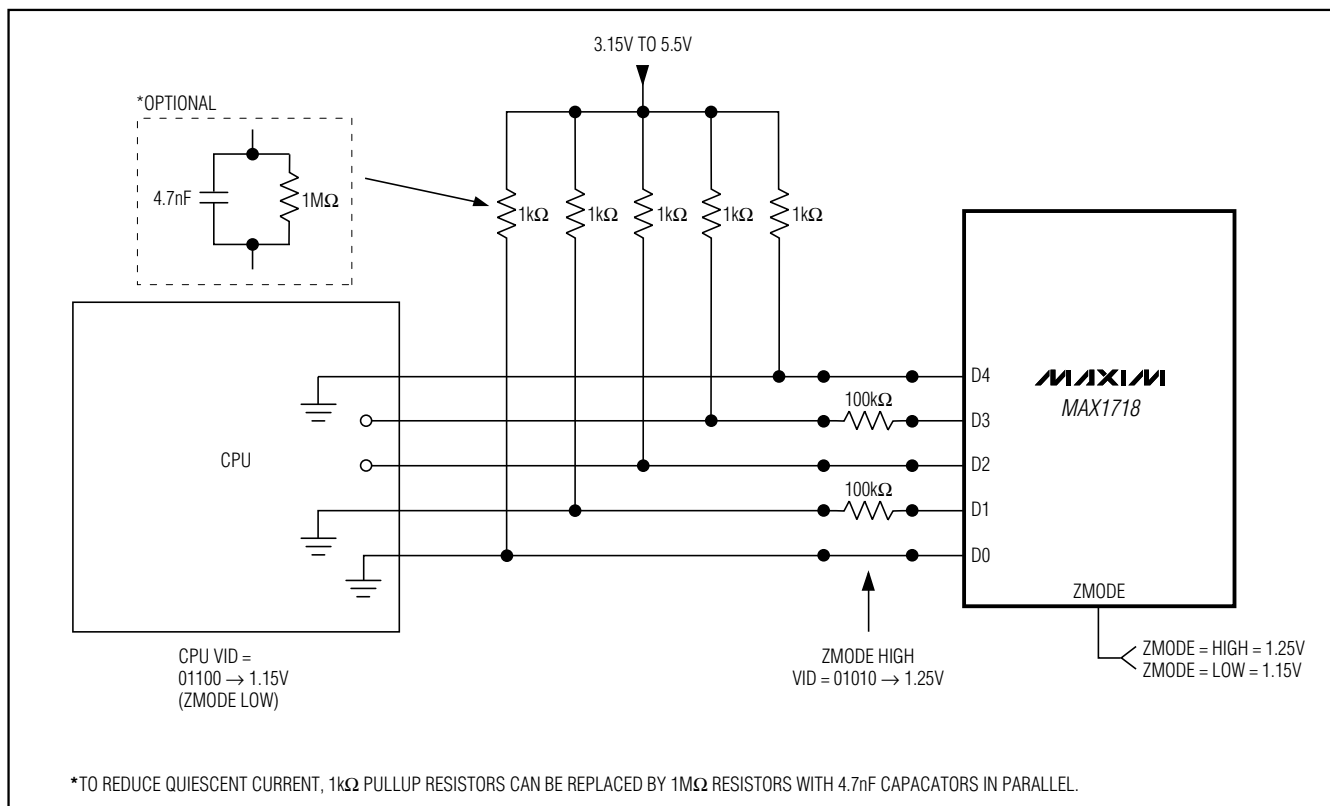 3.15V TO 5.5V
*OPTIONAL
4.7nF
1MΩ
1kΩ
1kΩ
1kΩ
1kΩ
1kΩ
D4
MAXIM
MAX1718
100kΩ
D3
CPU
D2
100kΩ
D1
D0
ZMODE
CPU VID =
01100 → 1.15V
(ZMODE LOW)
ZMODE HIGH
VID = 01010 → 1.25V
ZMODE = HIGH = 1.25V
ZMODE = LOW = 1.15V
*TO REDUCE QUIESCENT CURRENT, 1kΩ PULLUP RESISTORS CAN BE REPLACED BY 1MΩ RESISTORS WITH 4.7nF CAPACATORS IN PARALLEL.